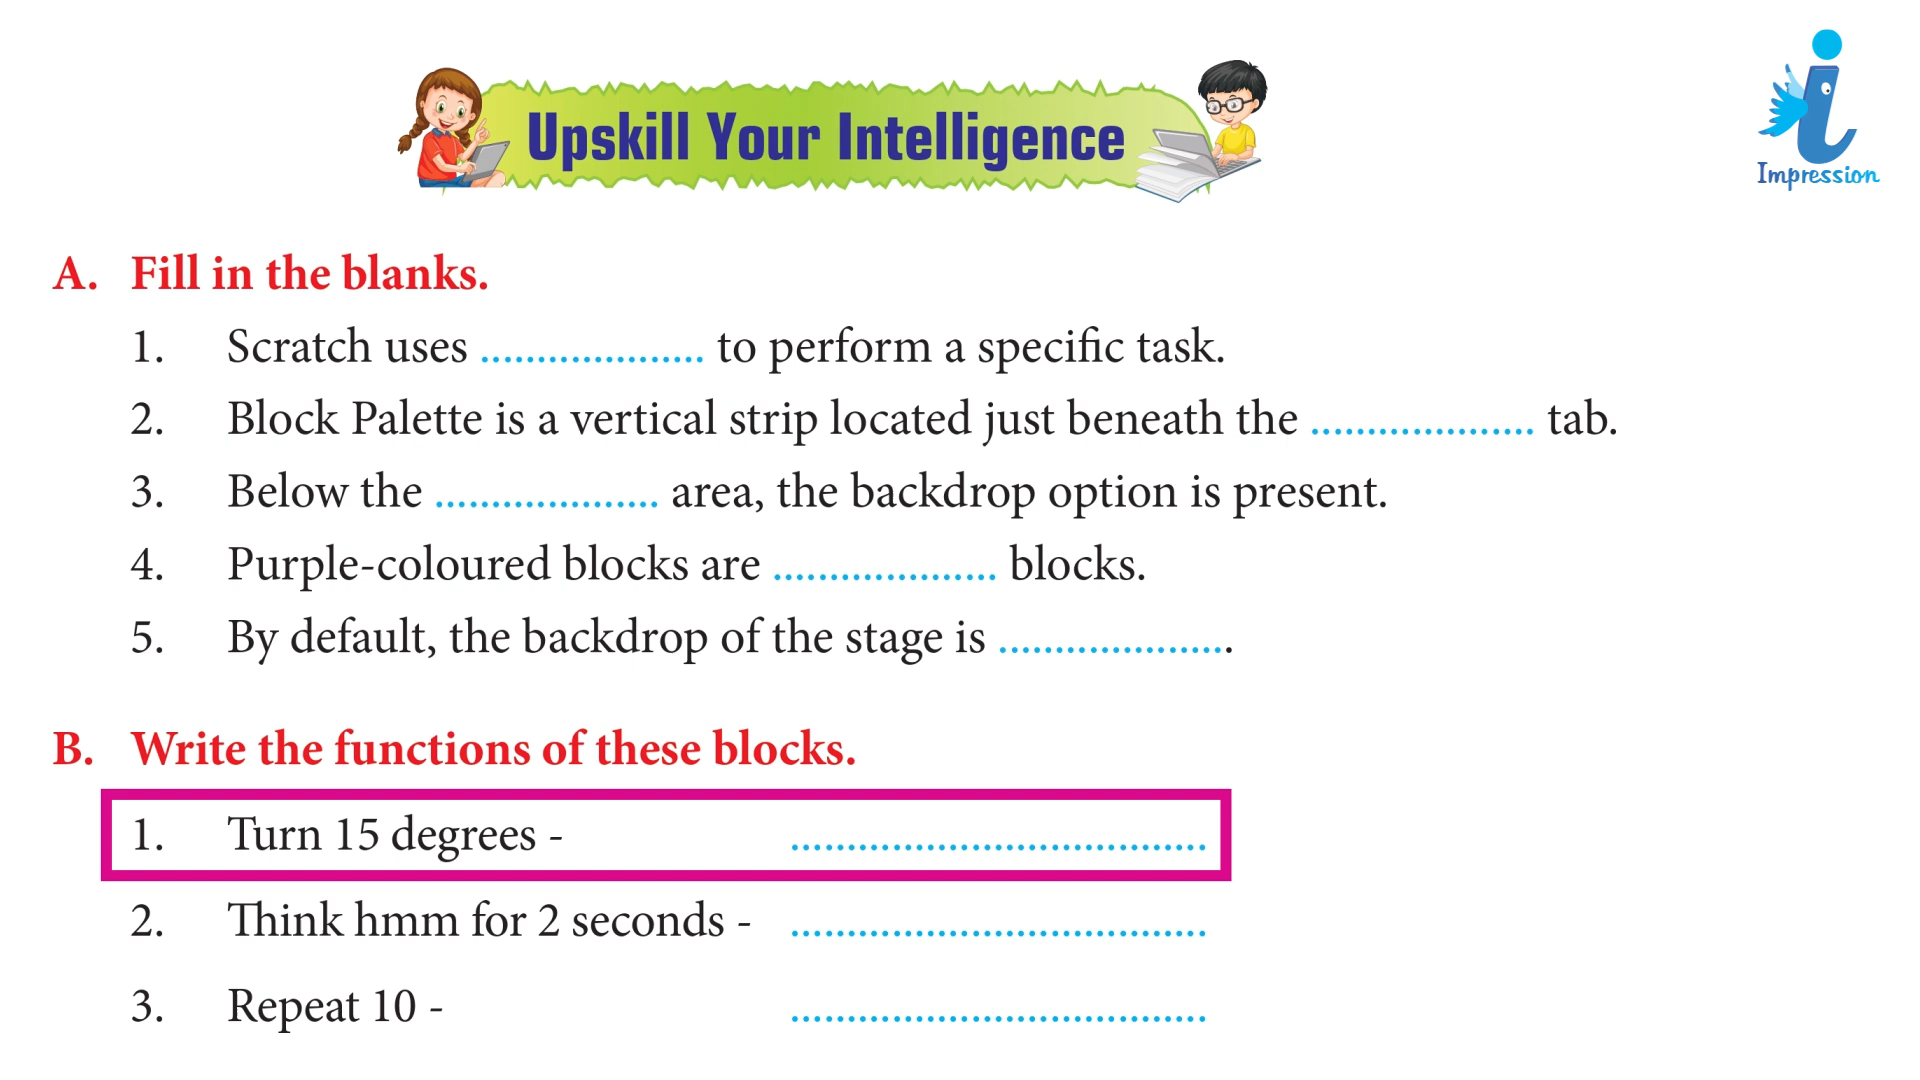 Upskill Your Intelligence
Impression
A. Fill in the blanks.
1. Scratch uses .................... to perform a specific task.
2. Block Palette is a vertical strip located just beneath the .................... tab.
3. Below the .................... area, the backdrop option is present.
4. Purple-coloured blocks are .................... blocks.
5. By default, the backdrop of the stage is .....................
B. Write the functions of these blocks.
1. Turn 15 degrees - .....................................
2. Think hmm for 2 seconds - .....................................
3. Repeat 10 - .....................................